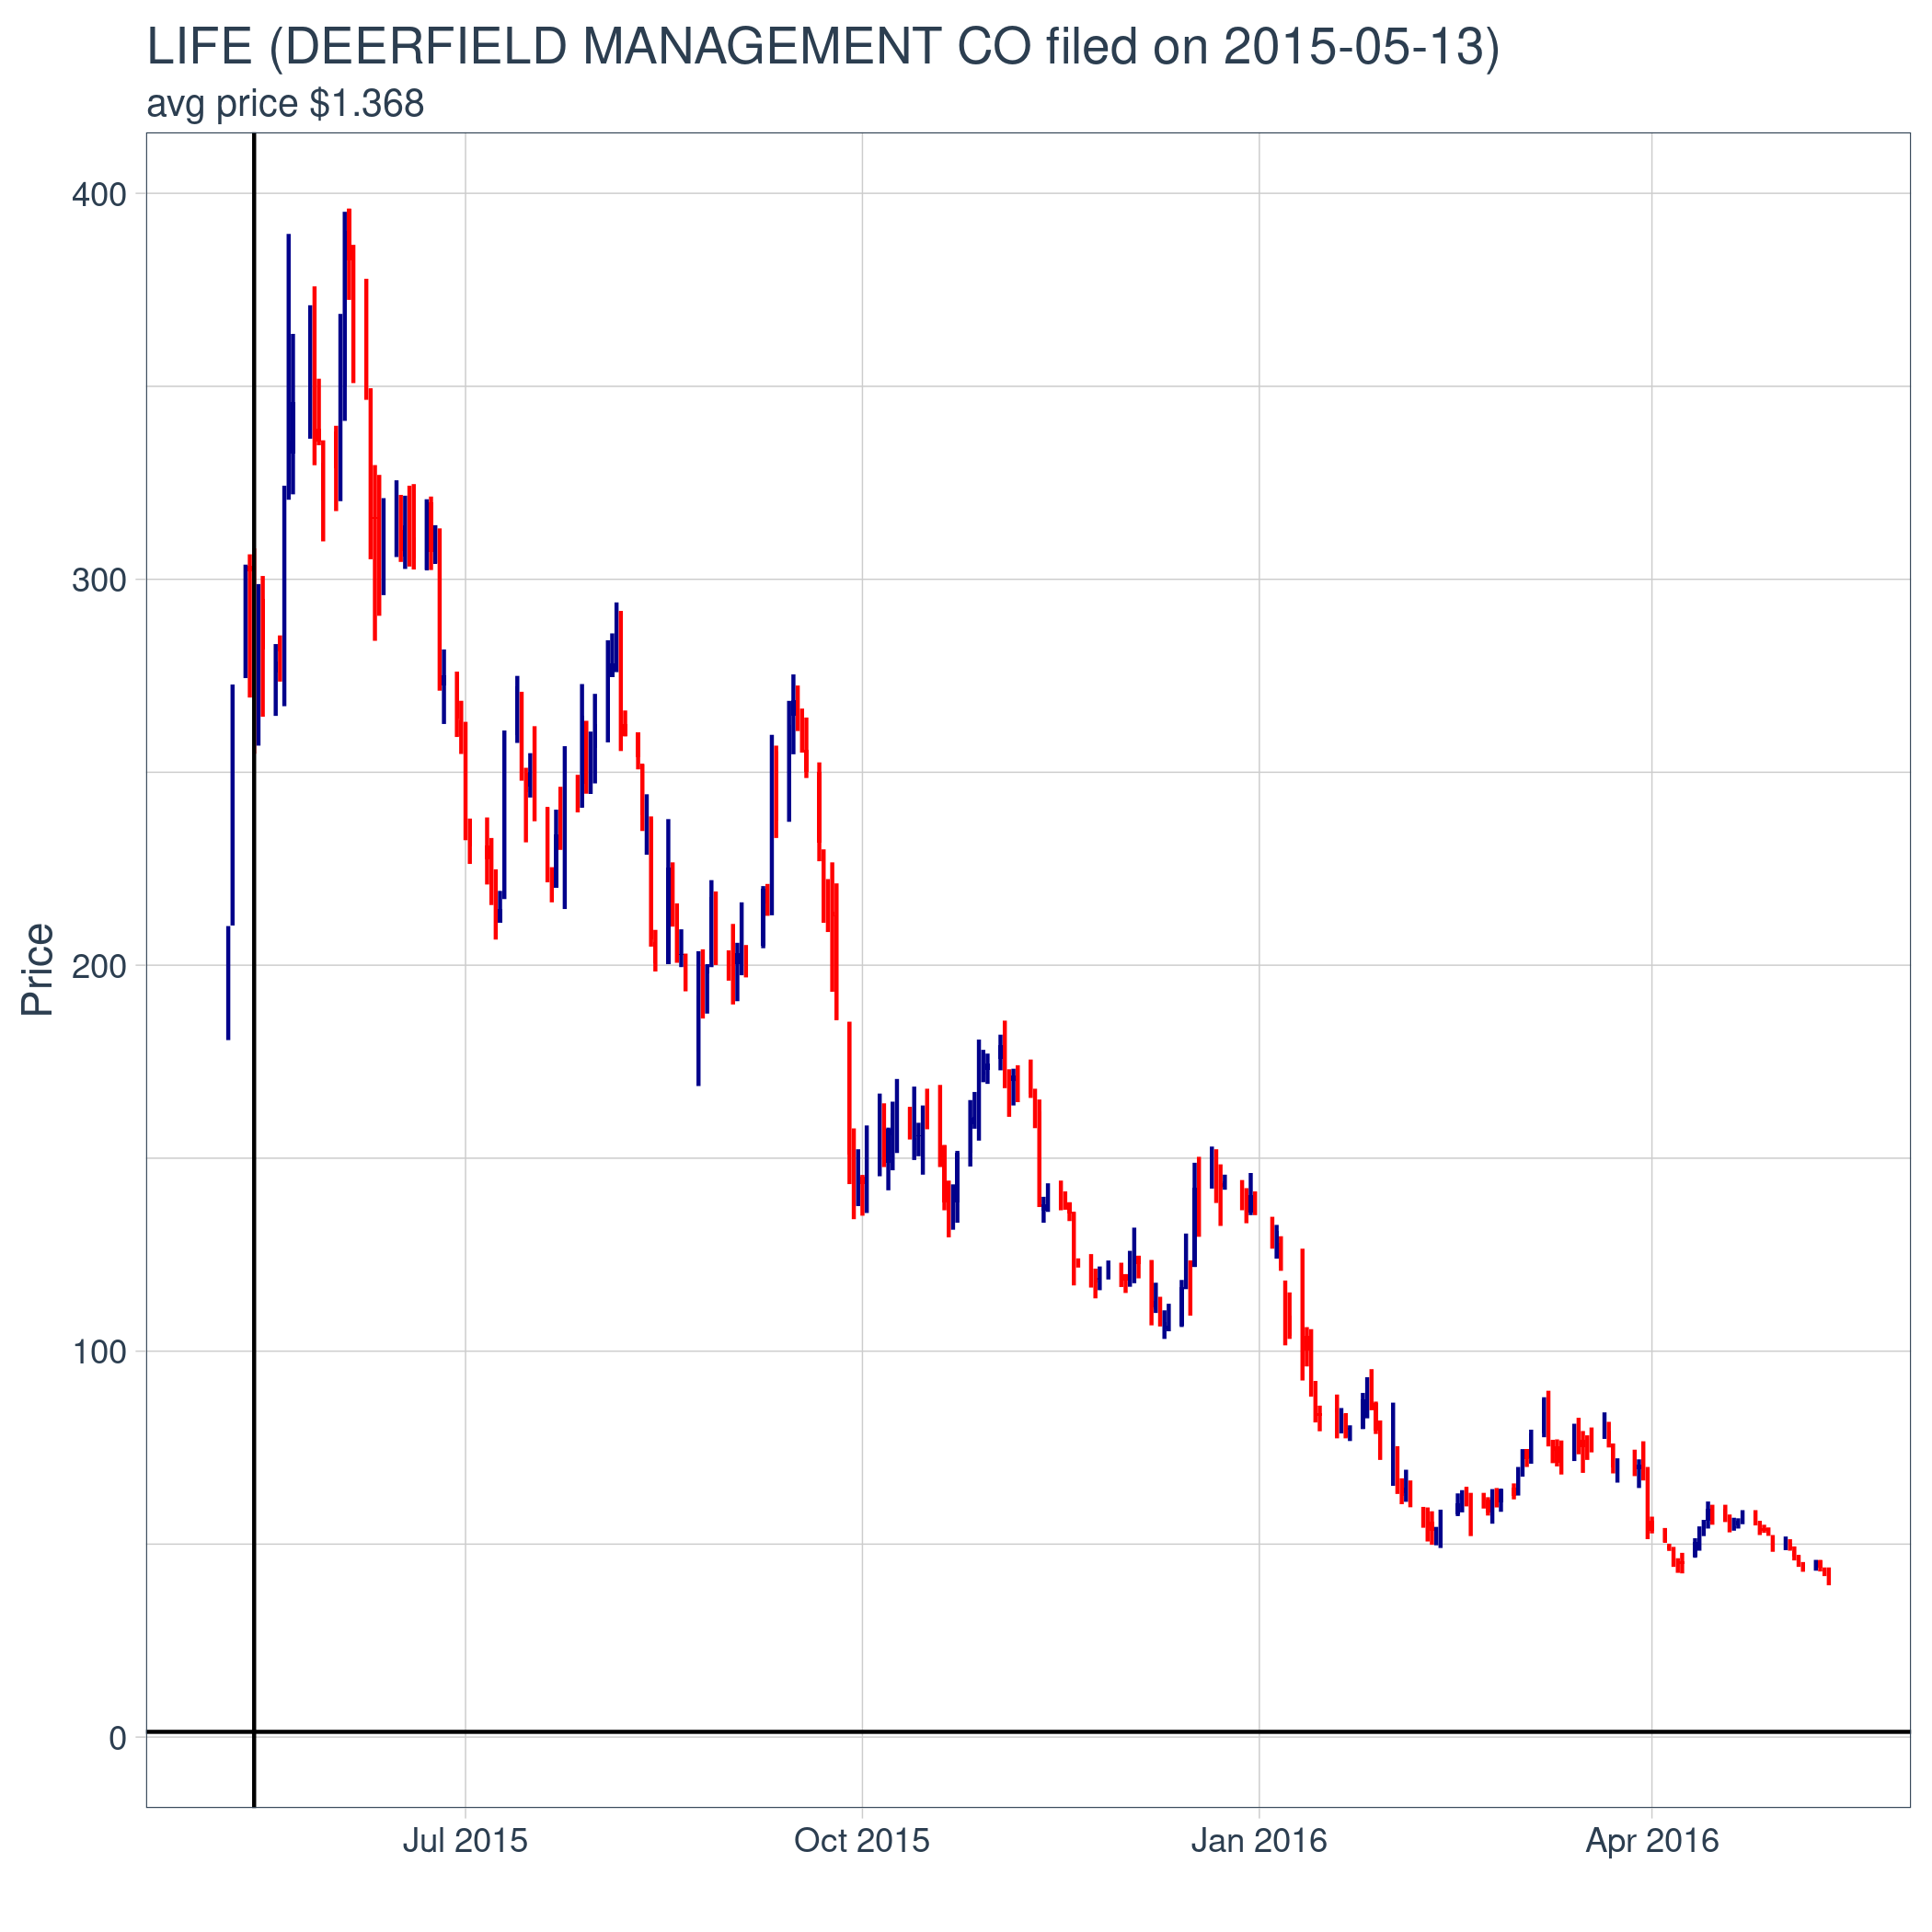 LIFE (DEERFIELD MANAGEMENT CO filed on 2015-05-13)
avg price $1.368
400
300
200
100
0
Price
Jul 2015
Oct 2015
Jan 2016
Apr 2016